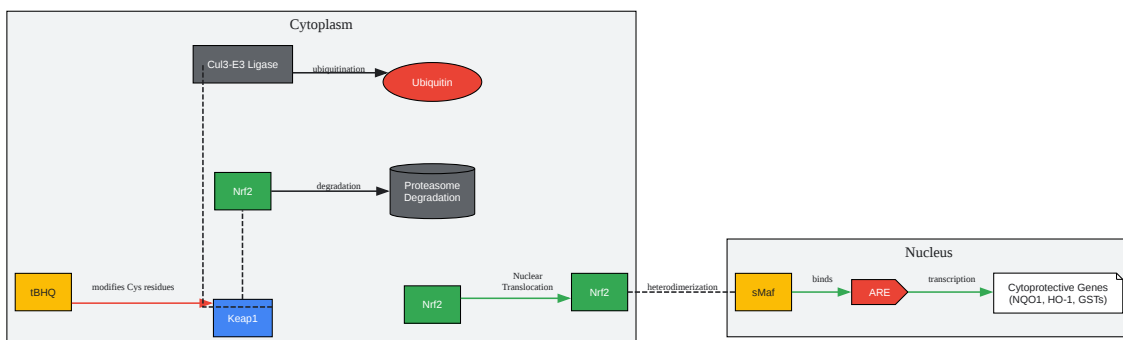 Cytoplasm
Cul3-E3 Ligase
ubiquitination
Ubiquitin
Nrf2
degradation
Proteasome
Degradation
tBHQ
modifies Cys residues
Keap1
Nrf2
Nuclear
Translocation
Nrf2
heterodimerization
Nucleus
sMaf
binds
ARE
transcription
Cytoprotective Genes
(NQO1, HO-1, GSTs)